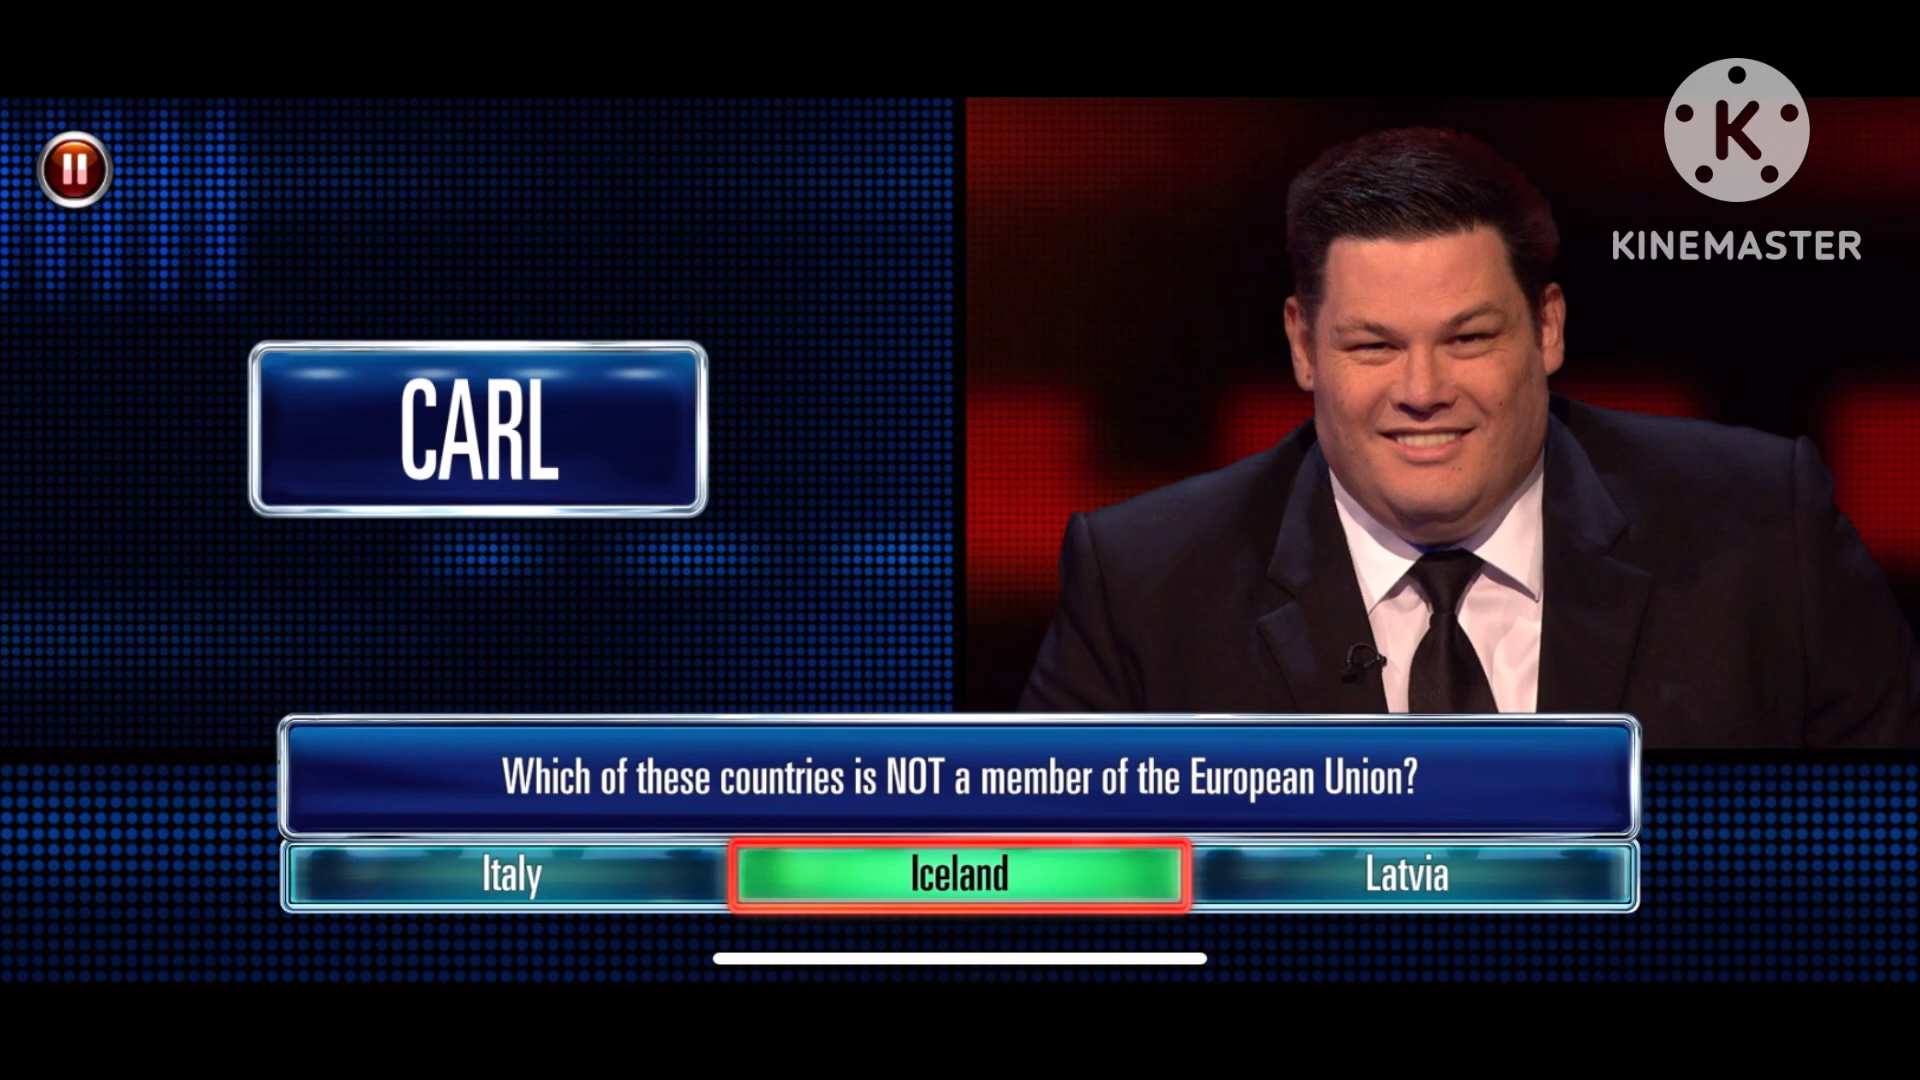 K
KINEMASTER
CARL
Which of these countries is NOT a member of the European Union?
Italy
Iceland
Latvia